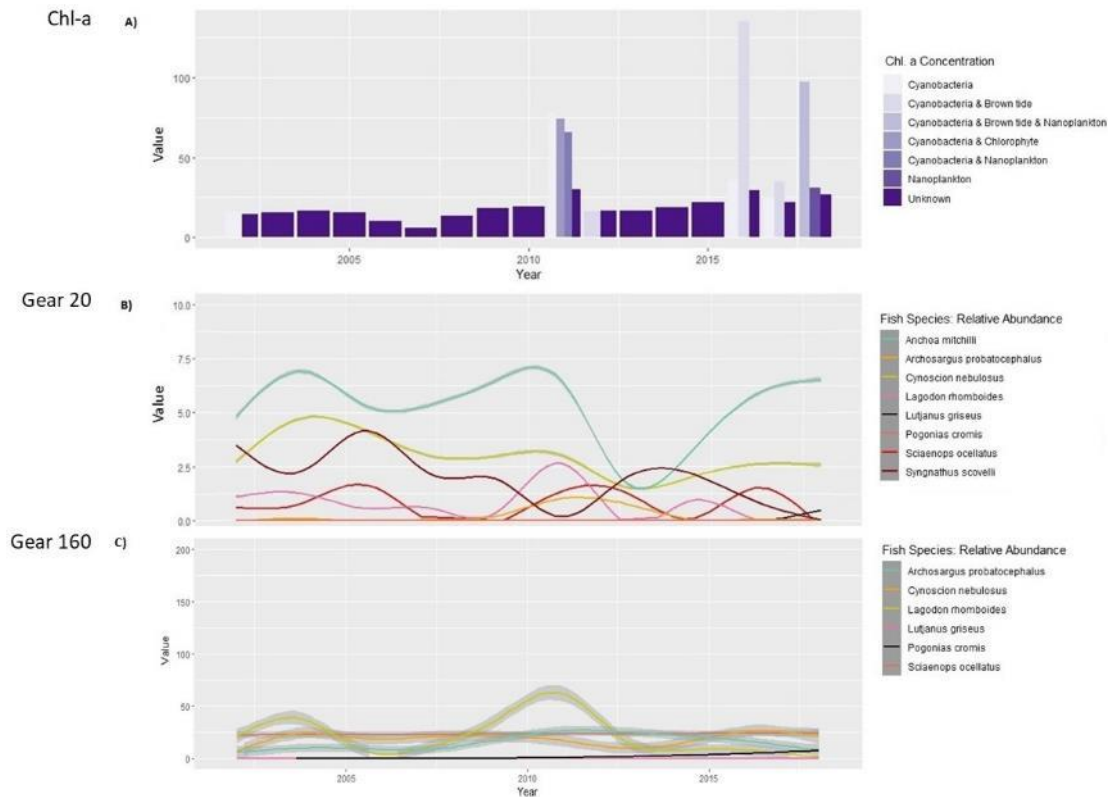 Chl-a
A)
100
50
0
Value
2005
2010
2015
Year
Chl. a Concentration
Cyanobacteria
Cyanobacteria & Brown tide
Cyanobacteria & Brown tide & Nanoplankton
Cyanobacteria & Chlorophyte
Cyanobacteria & Nanoplankton
Nanoplankton
Unknown
Gear 20
B)
10.0
7.5
5.0
2.5
0.0
Value
Fish Species: Relative Abundance
Anchoa mitchilli
Archosargus probatocephalus
Cynoscion nebulosus
Lagodon rhomboides
Lutjanus griseus
Pogonias cromis
Sciaenops ocellatus
Syngnathus scovelli
Gear 160
C)
200
150
100
50
0
Value
2005
2010
2015
Year
Fish Species: Relative Abundance
Archosargus probatocephalus
Cynoscion nebulosus
Lagodon rhomboides
Lutjanus griseus
Pogonias cromis
Sciaenops ocellatus